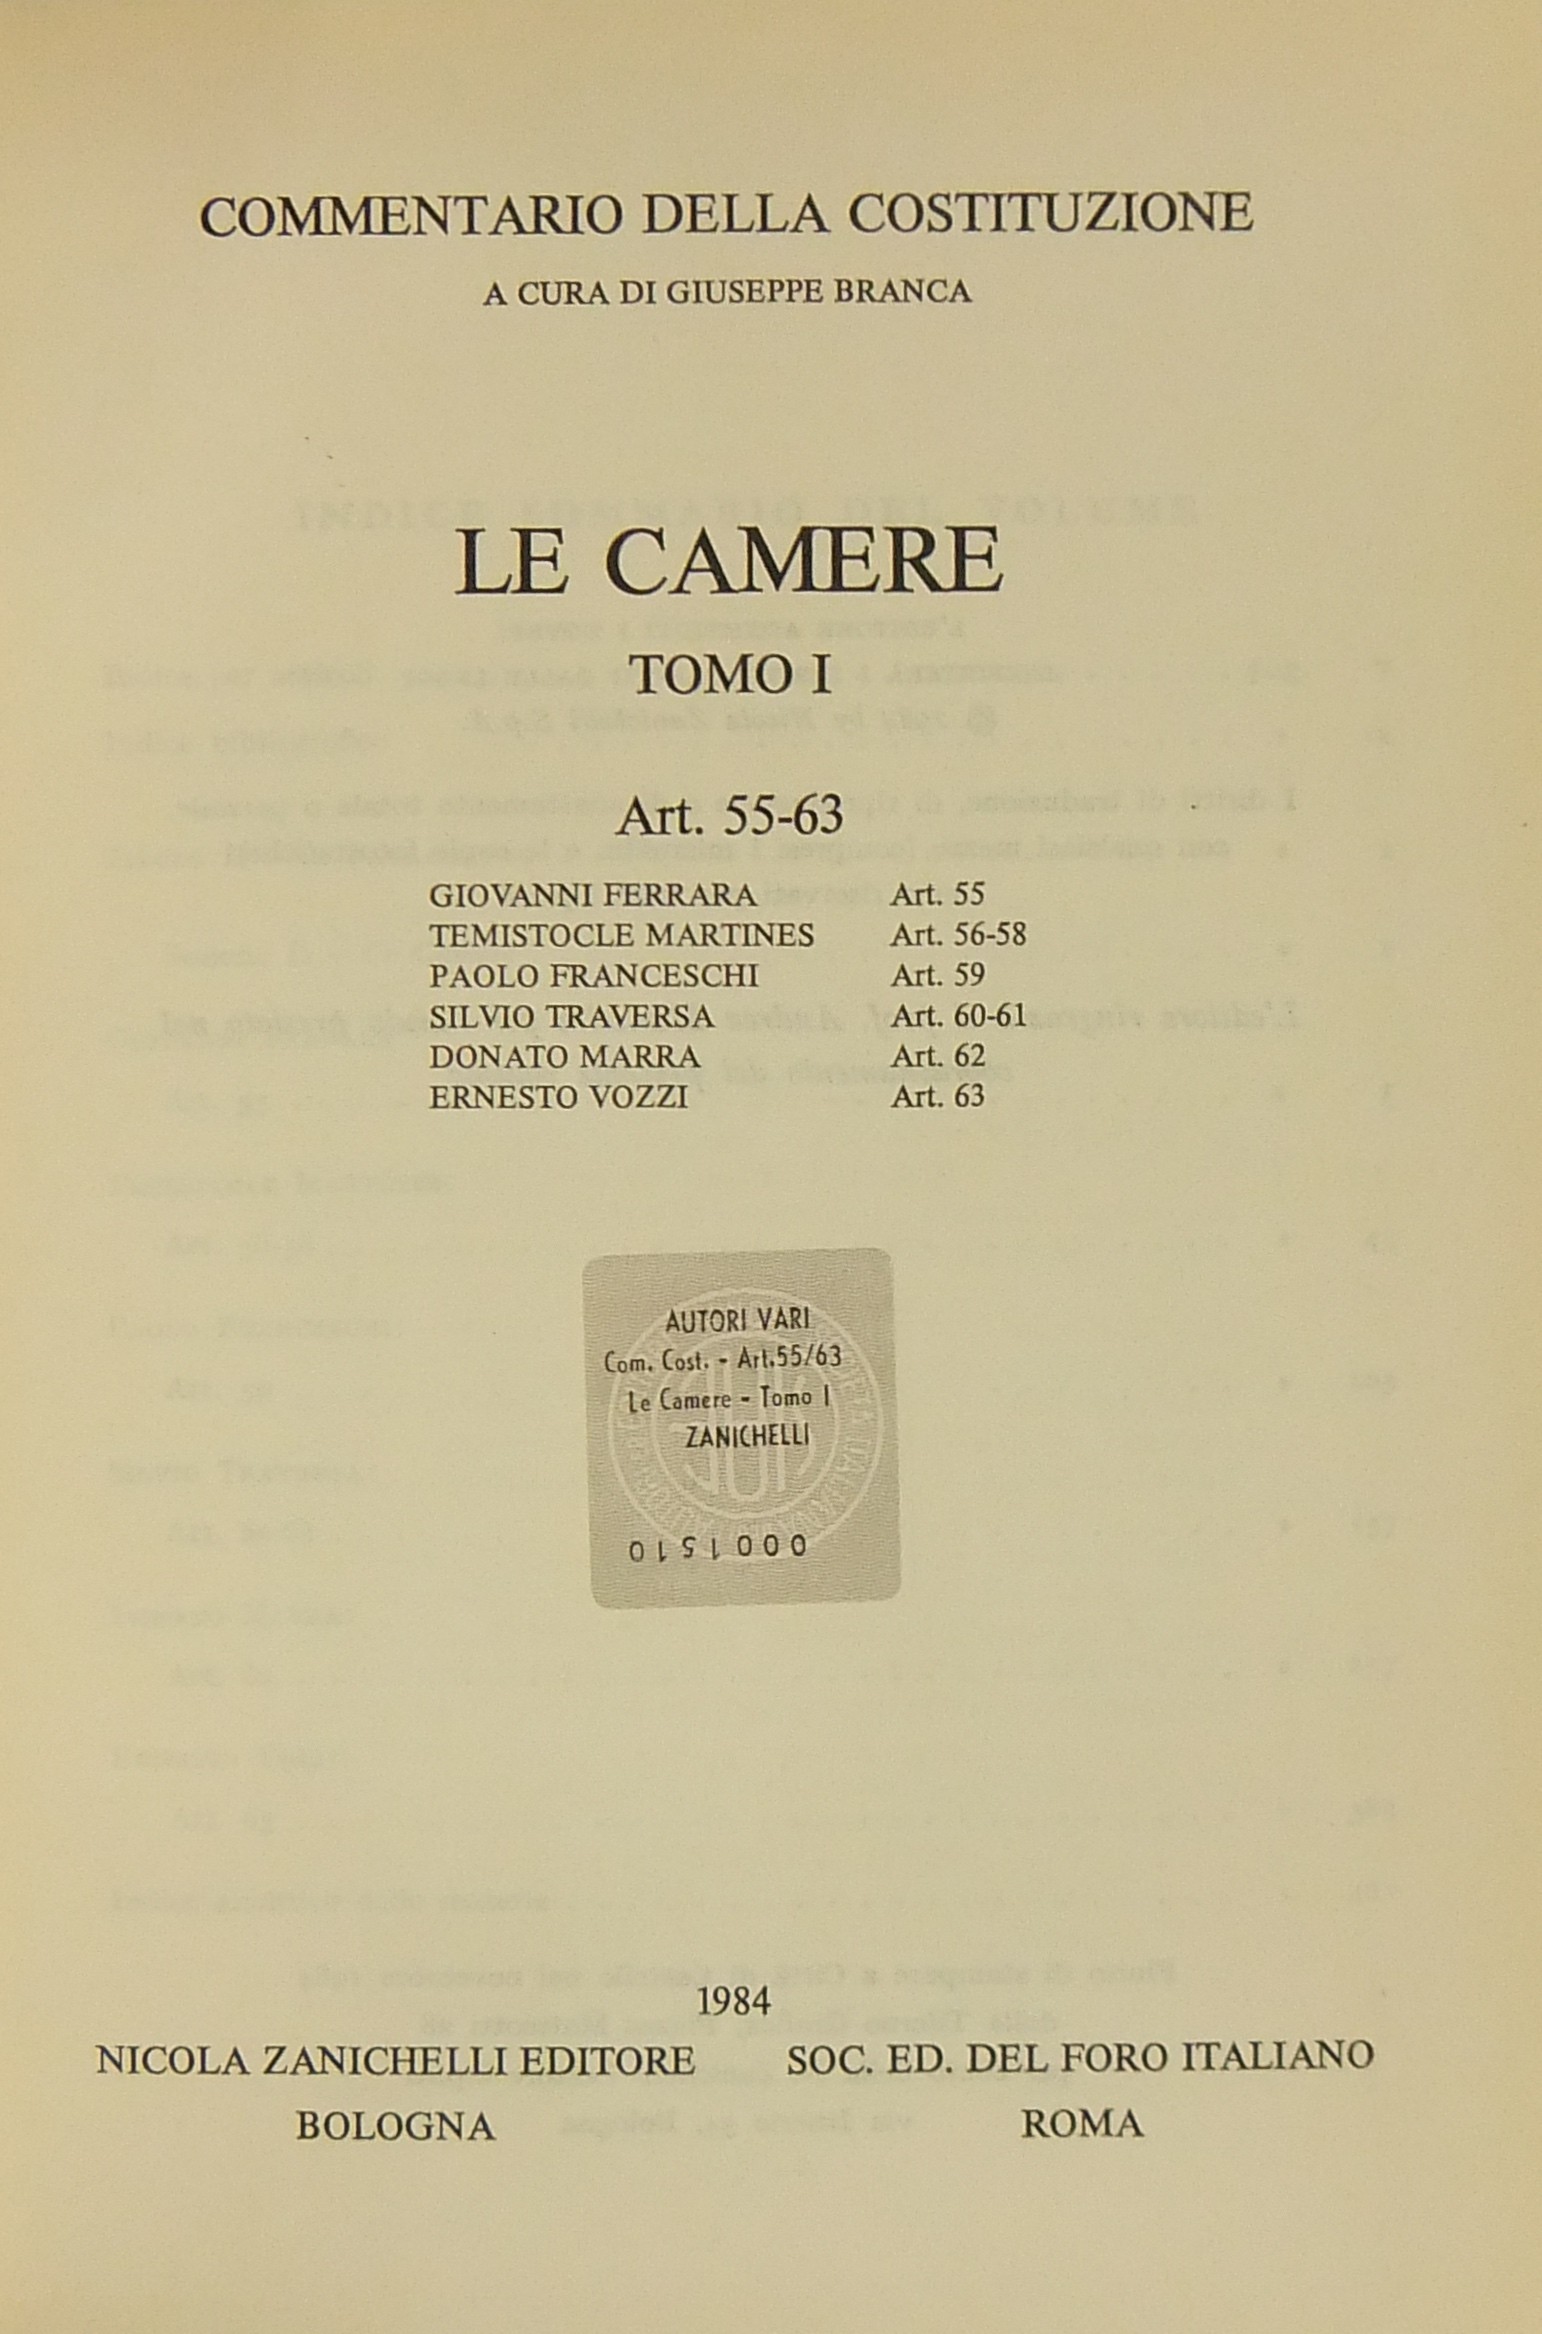 COMMENTARIO DELLA COSTITUZIONE
A CURA DI GIUSEPPE BRANCA
LE CAMERE
TOMO I
Art. 55-63
GIOVANNI FERRARA Art. 55
TEMISTOCLE MARTINES Art. 56-58
PAOLO FRANCESCHI Art. 59
SILVIO TRAVERSA Art. 60-61
DONATO MARRA Art. 62
ERNESTO VOZZI Art. 63
AUTORI VARI
Com. Cost. - Art.55/63
Le Camere - Tomo I
ZANICHELLI
0001510
1984
NICOLA ZANICHELLI EDITORE SOC. ED. DEL FORO ITALIANO
BOLOGNA ROMA